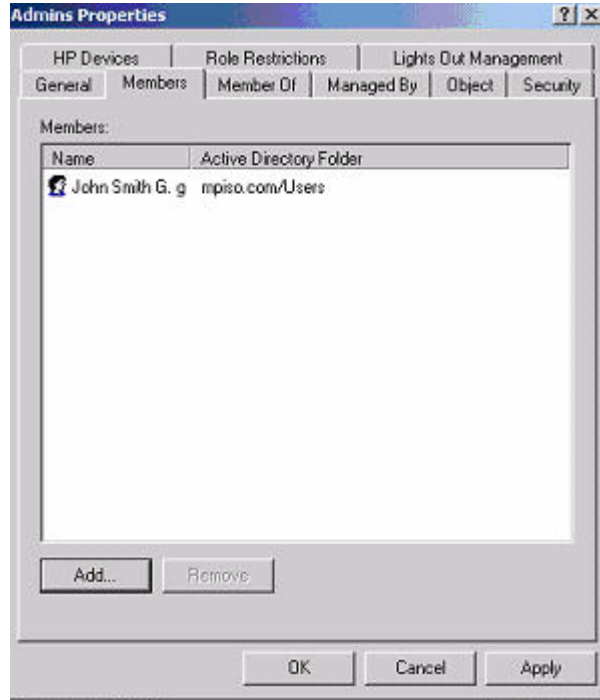 Admins Properties
HP Devices Role Restrictions Lights Out Management
General Members Member Of Managed By Object Security
Members:
Name Active Directory Folder
John Smith G. g mpiso.com/Users
Add... Remove
OK Cancel Apply